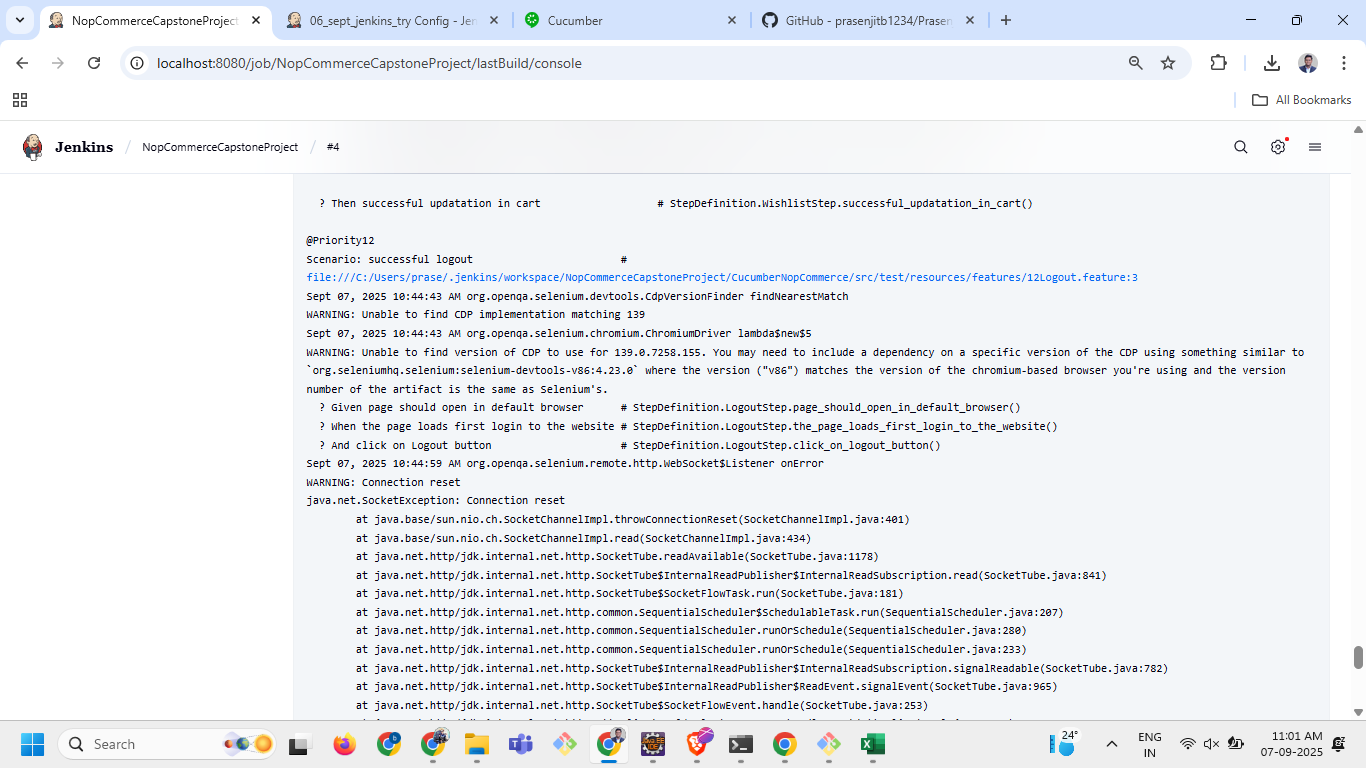 NopCommerceCapstoneProject
06_sept_jenkins_try Config - Jen
Cucumber
GitHub - prasenjitb1234/Prasen
localhost:8080/job/NopCommerceCapstoneProject/lastBuild/console
All Bookmarks
Jenkins / NopCommerceCapstoneProject / #4
? Then successful updatation in cart # StepDefinition.WishlistStep.successful_updatation_in_cart()
@Priority12
Scenario: successful logout #
file:///C:/Users/prase/.jenkins/workspace/NopCommerceCapstoneProject/CucumberNopCommerce/src/test/resources/features/12Logout.feature:3
Sept 07, 2025 10:44:43 AM org.openqa.selenium.devtools.CdpVersionFinder findNearestMatch
WARNING: Unable to find CDP implementation matching 139
Sept 07, 2025 10:44:43 AM org.openqa.selenium.chromium.ChromiumDriver lambda$new$5
WARNING: Unable to find version of CDP to use for 139.0.7258.155. You may need to include a dependency on a specific version of the CDP using something similar to
`org.seleniumhq.selenium:selenium-devtools-v86:4.23.0` where the version ("v86") matches the version of the chromium-based browser you're using and the version
number of the artifact is the same as Selenium's.
? Given page should open in default browser # StepDefinition.LogoutStep.page_should_open_in_default_browser()
? When the page loads first login to the website # StepDefinition.LogoutStep.the_page_loads_first_login_to_the_website()
? And click on Logout button # StepDefinition.LogoutStep.click_on_logout_button()
Sept 07, 2025 10:44:59 AM org.openqa.selenium.remote.http.WebSocket$Listener onError
WARNING: Connection reset
java.net.SocketException: Connection reset
at java.base/sun.nio.ch.SocketChannelImpl.throwConnectionReset(SocketChannelImpl.java:401)
at java.base/sun.nio.ch.SocketChannelImpl.read(SocketChannelImpl.java:434)
at java.net.http/jdk.internal.net.http.SocketTube.readAvailable(SocketTube.java:1178)
at java.net.http/jdk.internal.net.http.SocketTube$InternalReadPublisher$InternalReadSubscription.read(SocketTube.java:841)
at java.net.http/jdk.internal.net.http.SocketTube$SocketFlowTask.run(SocketTube.java:181)
at java.net.http/jdk.internal.net.http.common.SequentialScheduler$SchedulableTask.run(SequentialScheduler.java:207)
at java.net.http/jdk.internal.net.http.common.SequentialScheduler.runOrSchedule(SequentialScheduler.java:280)
at java.net.http/jdk.internal.net.http.common.SequentialScheduler.runOrSchedule(SequentialScheduler.java:233)
at java.net.http/jdk.internal.net.http.SocketTube$InternalReadPublisher$InternalReadSubscription.signalReadable(SocketTube.java:782)
at java.net.http/jdk.internal.net.http.SocketTube$InternalReadPublisher$ReadEvent.signalEvent(SocketTube.java:965)
at java.net.http/jdk.internal.net.http.SocketTube$SocketFlowEvent.handle(SocketTube.java:253)
Search
24°
ENG
IN
11:01 AM
07-09-2025